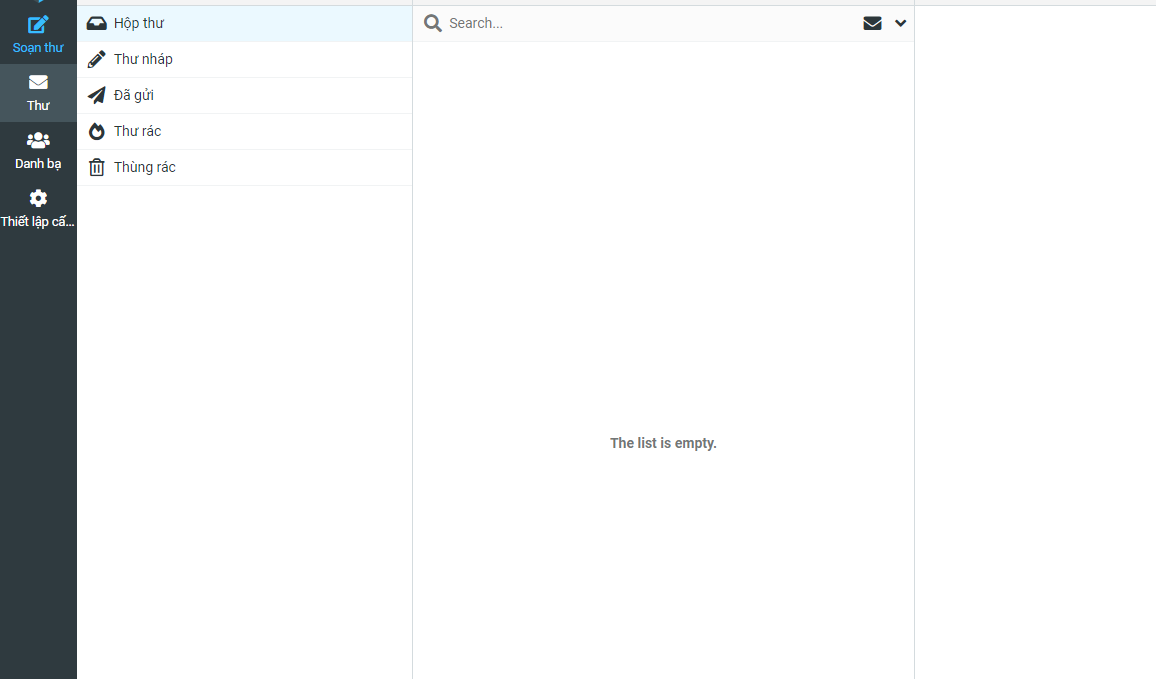 Soạn thư
Thư
Danh bạ
Thiết lập cấ...
Hộp thư
Thư nháp
Đã gửi
Thư rác
Thùng rác
Search...
The list is empty.